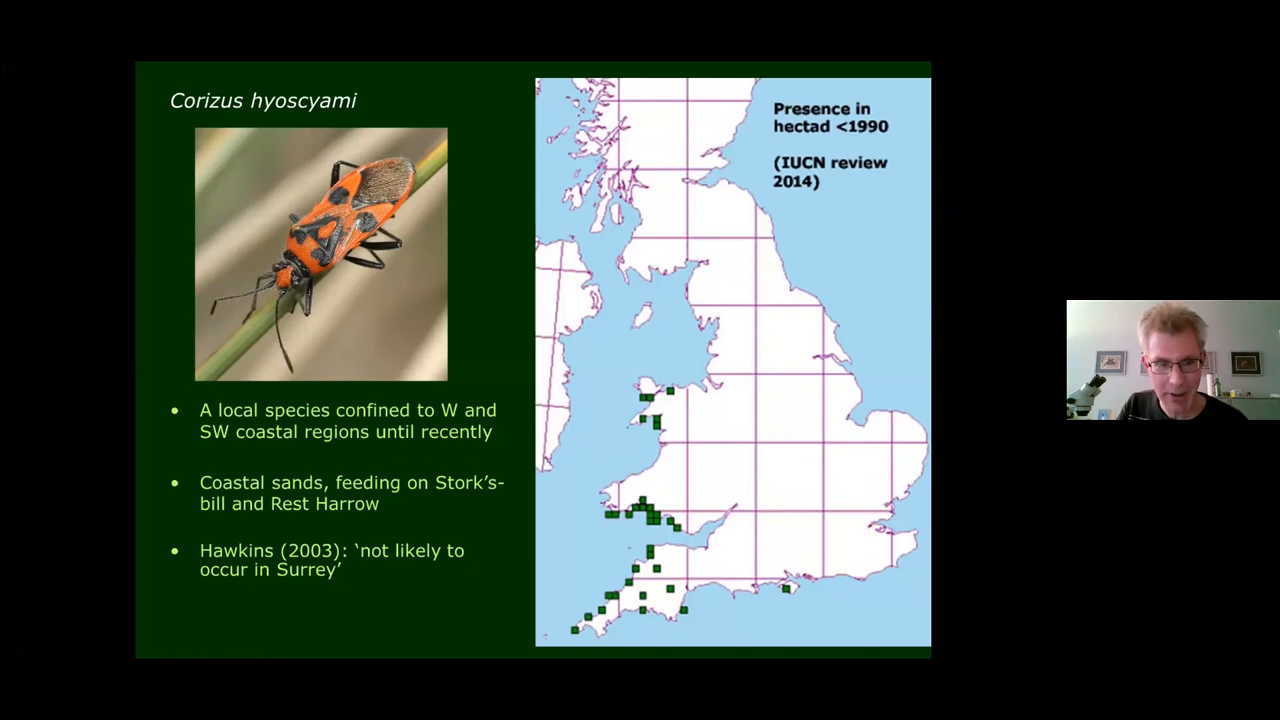 Corizus hyoscyami
Presence in
hectad <1990
(IUCN review
2014)
• A local species confined to W and
SW coastal regions until recently
• Coastal sands, feeding on Stork’s-
bill and Rest Harrow
• Hawkins (2003): ‘not likely to
occur in Surrey’